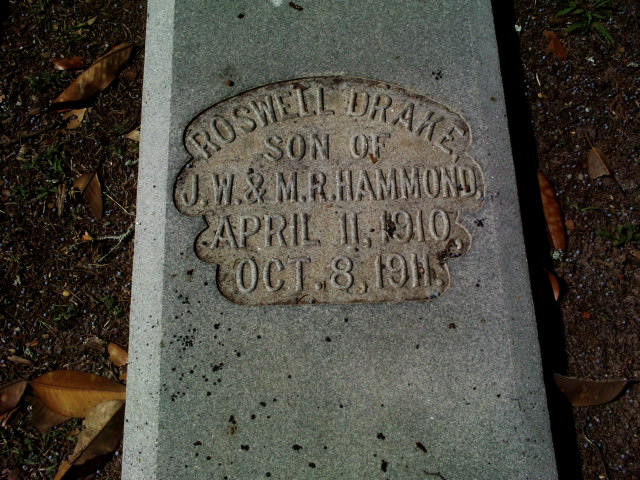 ROSWELL DRAKE,
SON OF
J.W. & M.R. HAMMOND.
APRIL 11, 1910
OCT. 8, 1911.